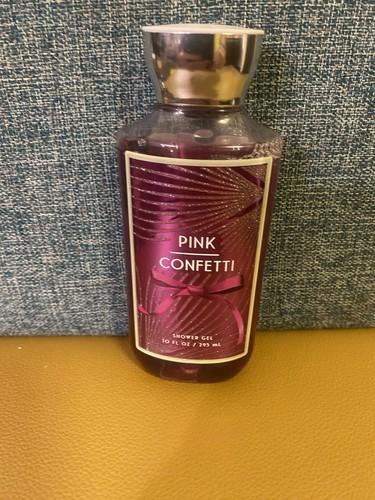 PINK
CONFETTI
SHOWER GEL
10 FL OZ / 295 mL